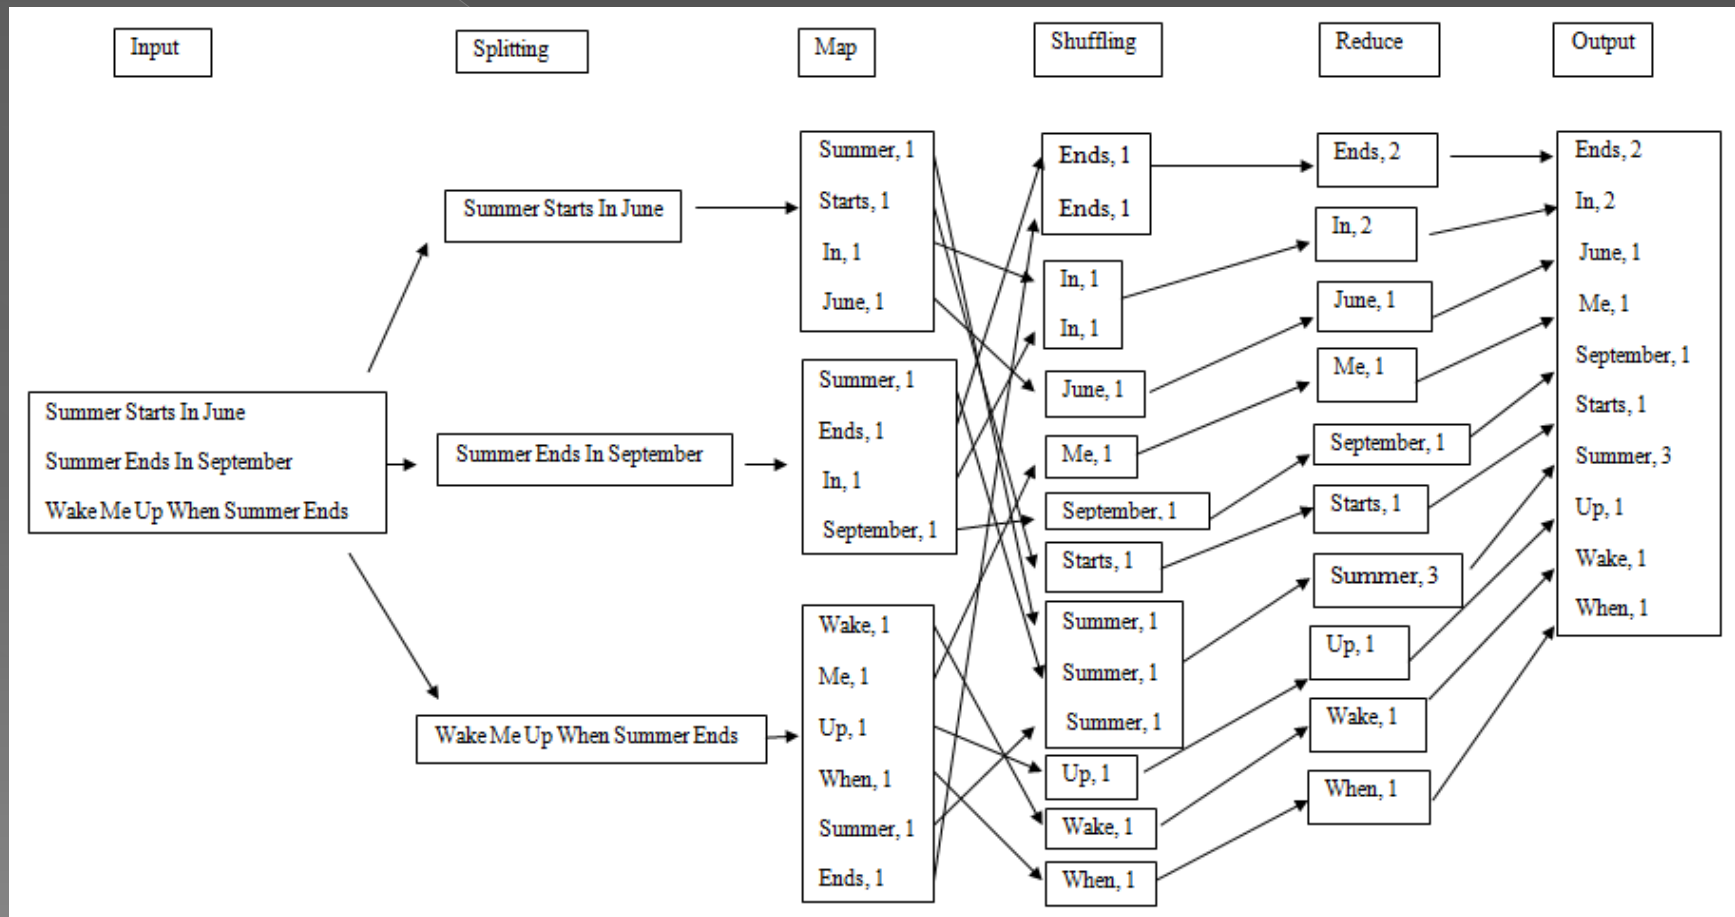 Input
Splitting
Map
Shuffling
Reduce
Output
Summer Starts In June
Summer Ends In September
Wake Me Up When Summer Ends
Summer Starts In June
Summer Ends In September
Wake Me Up When Summer Ends
Summer, 1
Starts, 1
In, 1
June, 1
Summer, 1
Ends, 1
In, 1
September, 1
Wake, 1
Me, 1
Up, 1
When, 1
Summer, 1
Ends, 1
Ends, 1
Ends, 1
In, 1
In, 1
June, 1
Me, 1
September, 1
Starts, 1
Summer, 1
Summer, 1
Summer, 1
Up, 1
Wake, 1
When, 1
Ends, 2
In, 2
June, 1
Me, 1
September, 1
Starts, 1
Summer, 3
Up, 1
Wake, 1
When, 1
Ends, 2
In, 2
June, 1
Me, 1
September, 1
Starts, 1
Summer, 3
Up, 1
Wake, 1
When, 1